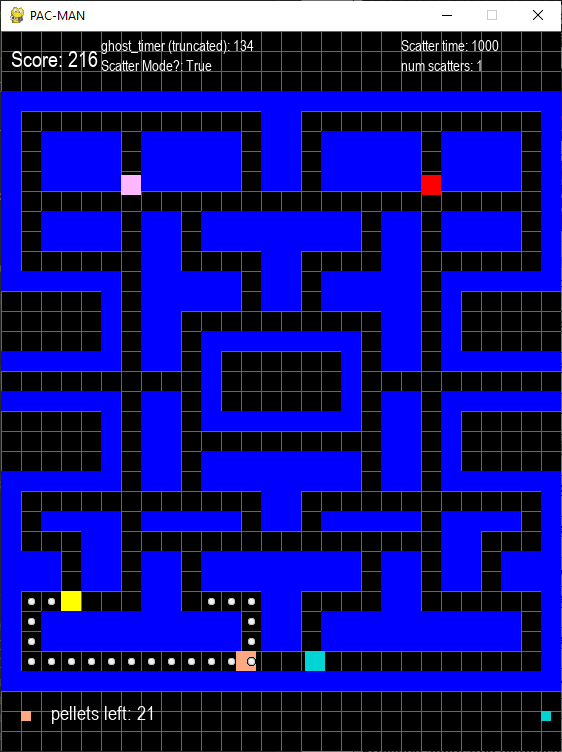 PAC-MAN
ghost_timer (truncated): 134
Scatter time: 1000
Score: 216
Scatter Mode?: True
num scatters: 1
pellets left: 21